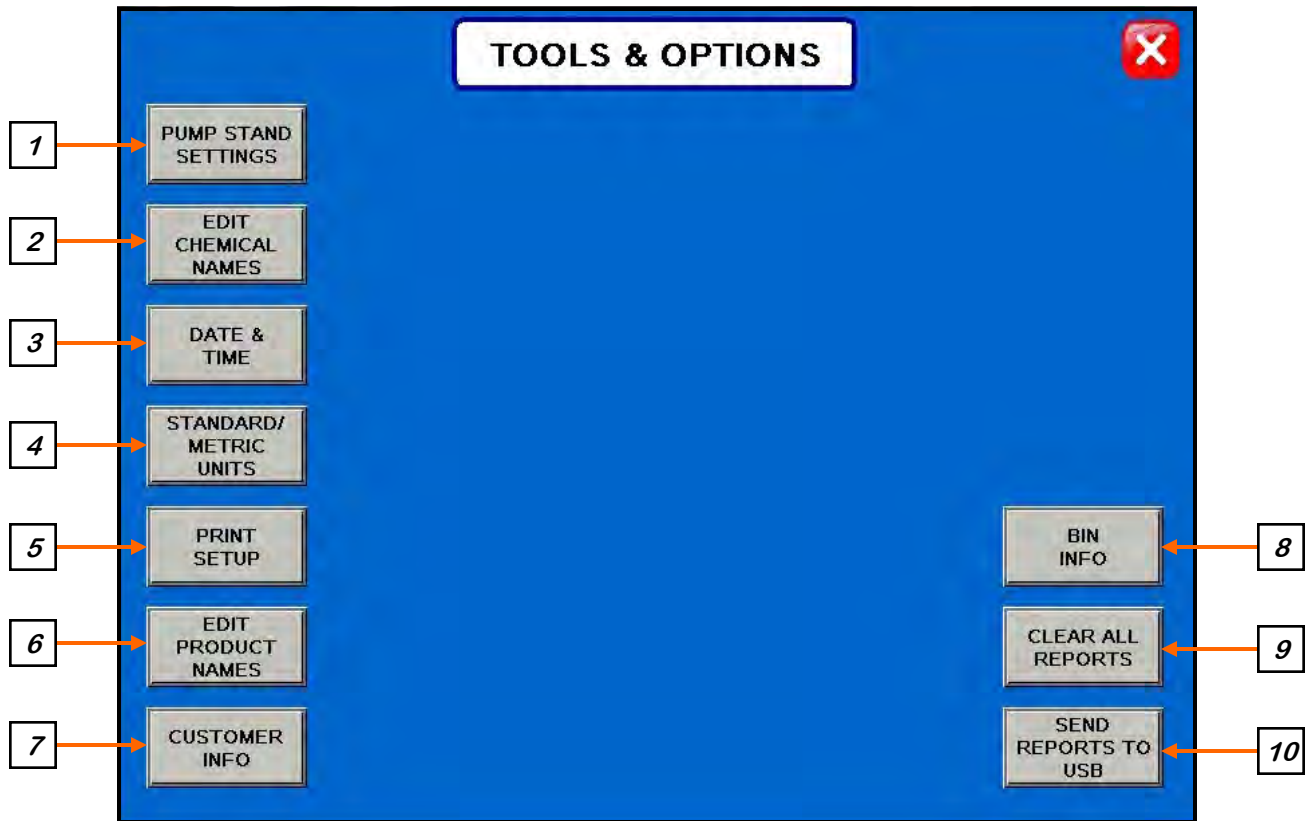 TOOLS & OPTIONS
X
1
PUMP STAND
SETTINGS
2
EDIT
CHEMICAL
NAMES
3
DATE &
TIME
4
STANDARD/
METRIC
UNITS
5
PRINT
SETUP
6
EDIT
PRODUCT
NAMES
7
CUSTOMER
INFO
BIN
INFO
8
CLEAR ALL
REPORTS
9
SEND
REPORTS TO
USB
10